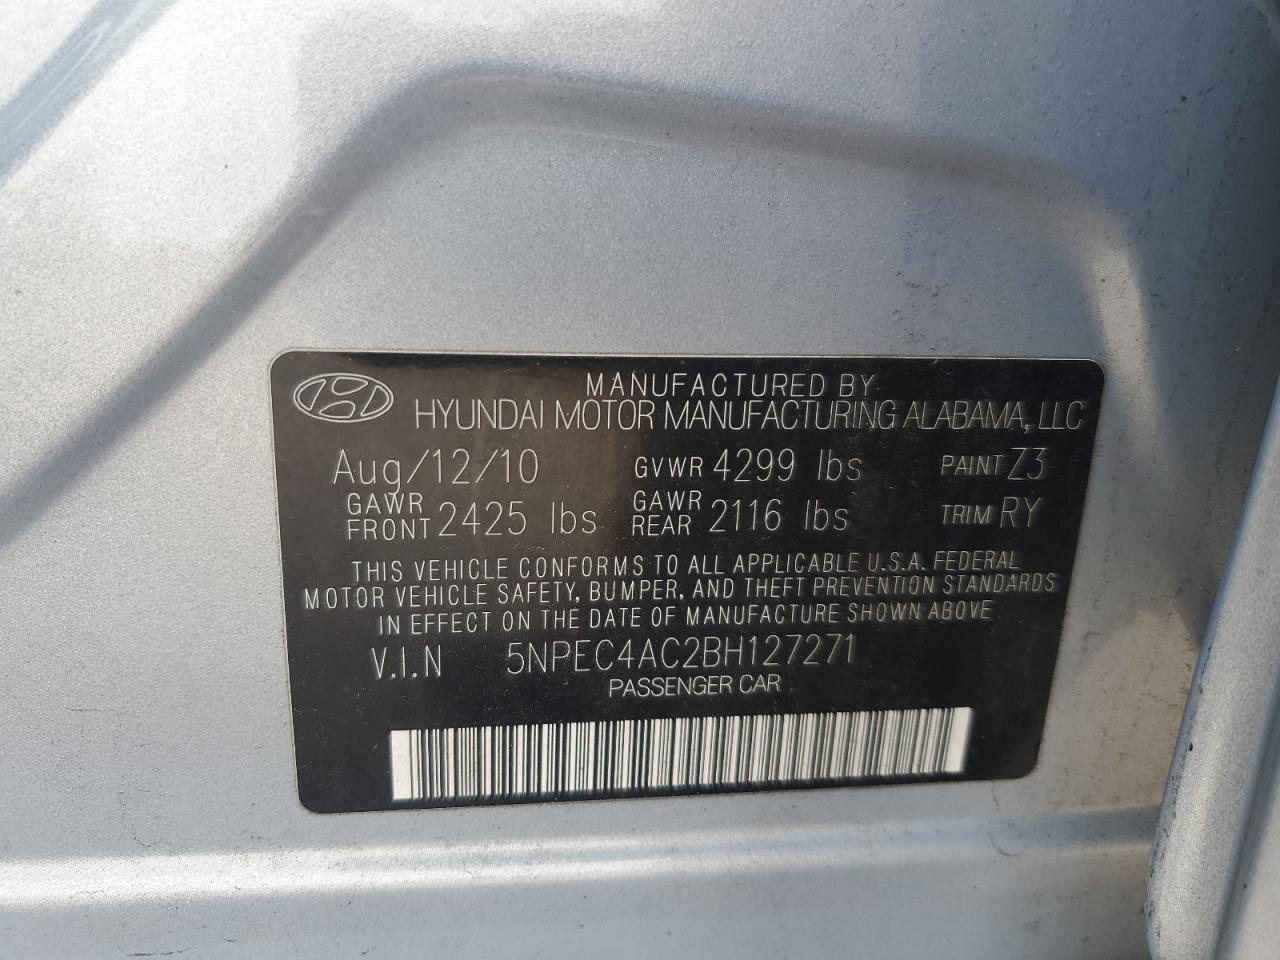 MANUFACTURED BY
HYUNDAI MOTOR MANUFACTURING ALABAMA, LLC
Aug/12/10 GVWR 4299 lbs PAINT Z3
GAWR FRONT 2425 lbs GAWR REAR 2116 lbs TRIM RY
THIS VEHICLE CONFORMS TO ALL APPLICABLE U.S.A. FEDERAL
MOTOR VEHICLE SAFETY, BUMPER, AND THEFT PREVENTION STANDARDS
IN EFFECT ON THE DATE OF MANUFACTURE SHOWN ABOVE
V.I.N 5NPEC4AC2BH127271
PASSENGER CAR